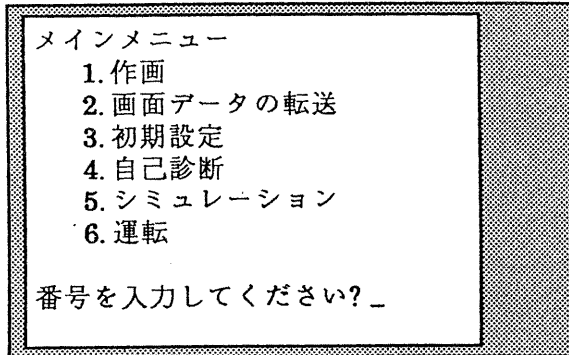 メインメニュー
1.作画
2.画面データの転送
3.初期設定
4.自己診断
5.シミュレーション
6.運転
番号を入力してください?_